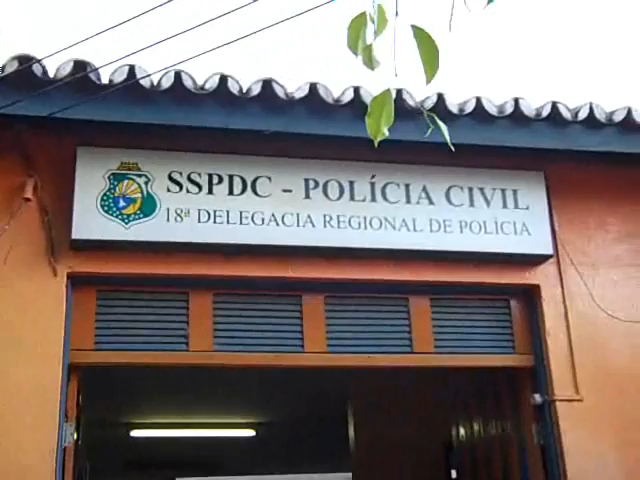 SSPDC - POLÍCIA CIVIL
18ª DELEGACIA REGIONAL DE POLÍCIA